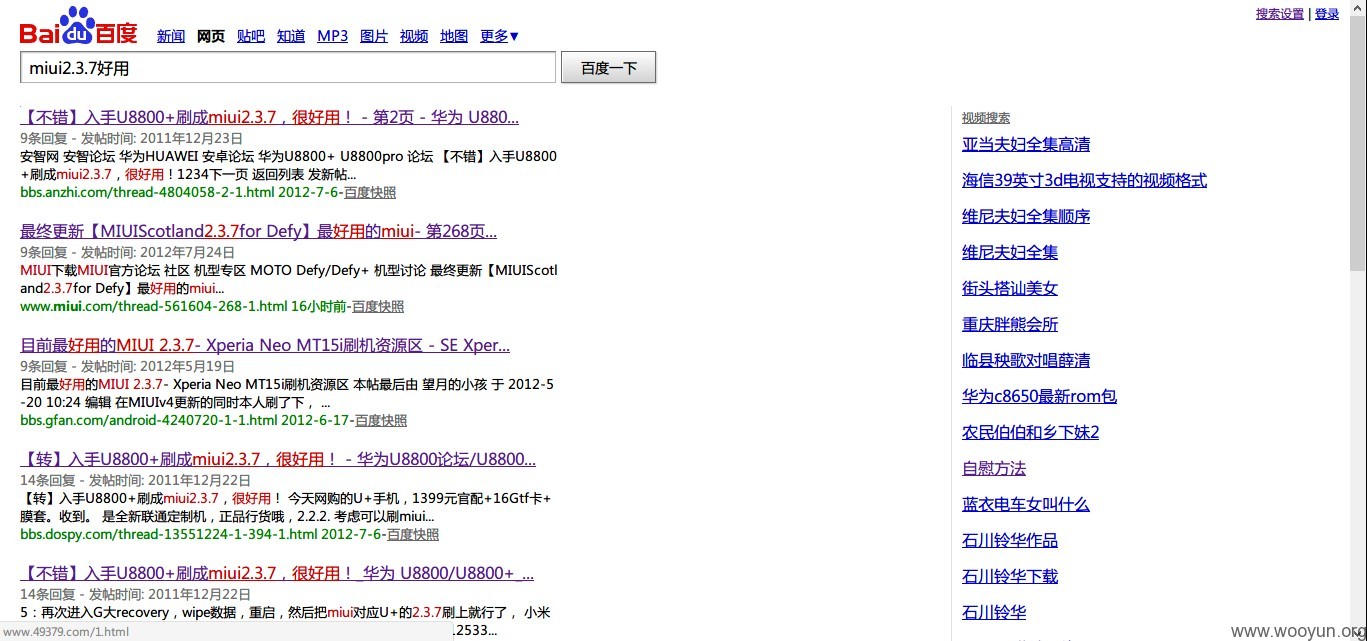 搜索设置 | 登录
Bai du 百度 新闻 网页 贴吧 知道 MP3 图片 视频 地图 更多▼
miui2.3.7好用 百度一下
【不错】入手U8800+刷成miui2.3.7，很好用！ - 第2页 - 华为 U880...
9条回复 - 发帖时间: 2011年12月23日
安智网 安智论坛 华为HUAWEI 安卓论坛 华为U8800+ U8800pro 论坛 【不错】入手U8800
+刷成miui2.3.7，很好用！1234下一页 返回列表 发新帖...
bbs.anzhi.com/thread-4804058-2-1.html 2012-7-6-百度快照
最终更新【MIUIScotland2.3.7for Defy】最好用的miui- 第268页...
9条回复 - 发帖时间: 2012年7月24日
MIUI下载MIUI官方论坛 社区 机型专区 MOTO Defy/Defy+ 机型讨论 最终更新【MIUIScotl
and2.3.7for Defy】最好用的miui...
www.miui.com/thread-561604-268-1.html 16小时前-百度快照
目前最好用的MIUI 2.3.7- Xperia Neo MT15i刷机资源区 - SE Xper...
9条回复 - 发帖时间: 2012年5月19日
目前最好用的MIUI 2.3.7- Xperia Neo MT15i刷机资源区 本帖最后由 望月的小孩 于 2012-5
-20 10:24 编辑 在MIUIv4更新的同时本人刷了下， ...
bbs.gfan.com/android-4240720-1-1.html 2012-6-17-百度快照
【转】入手U8800+刷成miui2.3.7，很好用！ - 华为U8800论坛/U8800...
14条回复 - 发帖时间: 2011年12月22日
【转】入手U8800+刷成miui2.3.7，很好用！ 今天网购的U+手机，1399元官配+16Gtf卡+
膜套。收到。 是全新联通定制机，正品行货哦，2.2.2. 考虑可以刷miui...
bbs.dospy.com/thread-13551224-1-394-1.html 2012-7-6-百度快照
【不错】入手U8800+刷成miui2.3.7，很好用！_华为 U8800/U8800+_...
14条回复 - 发帖时间: 2011年12月22日
5：再次进入G大recovery，wipe数据，重启，然后把miui对应U+的2.3.7刷上就行了， 小米
.2533...
www.49379.com/1.html
视频搜索
亚当夫妇全集高清
海信39英寸3d电视支持的视频格式
维尼夫妇全集顺序
维尼夫妇全集
街头搭讪美女
重庆胖熊会所
临县秧歌对唱薛清
华为c8650最新rom包
农民伯伯和乡下妹2
自慰方法
蓝衣电车女叫什么
石川铃华作品
石川铃华下载
石川铃华
www.wooyun.org